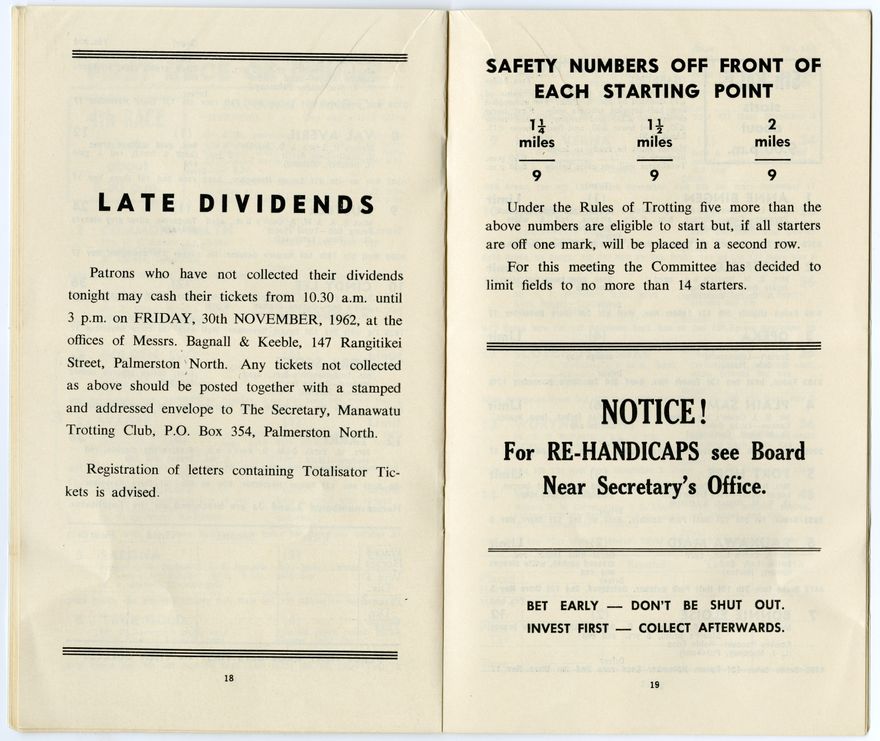 LATE DIVIDENDS
Patrons who have not collected their dividends
tonight may cash their tickets from 10.30 a.m. until
3 p.m. on FRIDAY, 30th NOVEMBER, 1962, at the
offices of Messrs. Bagnall & Keeble, 147 Rangitikei
Street, Palmerston North. Any tickets not collected
as above should be posted together with a stamped
and addressed envelope to The Secretary, Manawatu
Trotting Club, P.O. Box 354, Palmerston North.
Registration of letters containing Totalisator Tic-
kets is advised.
18
SAFETY NUMBERS OFF FRONT OF
EACH STARTING POINT
1¼ 1½ 2
miles miles miles
9 9 9
Under the Rules of Trotting five more than the
above numbers are eligible to start but, if all starters
are off one mark, will be placed in a second row.
For this meeting the Committee has decided to
limit fields to no more than 14 starters.
NOTICE!
For RE-HANDICAPS see Board
Near Secretary's Office.
BET EARLY — DON'T BE SHUT OUT.
INVEST FIRST — COLLECT AFTERWARDS.
19